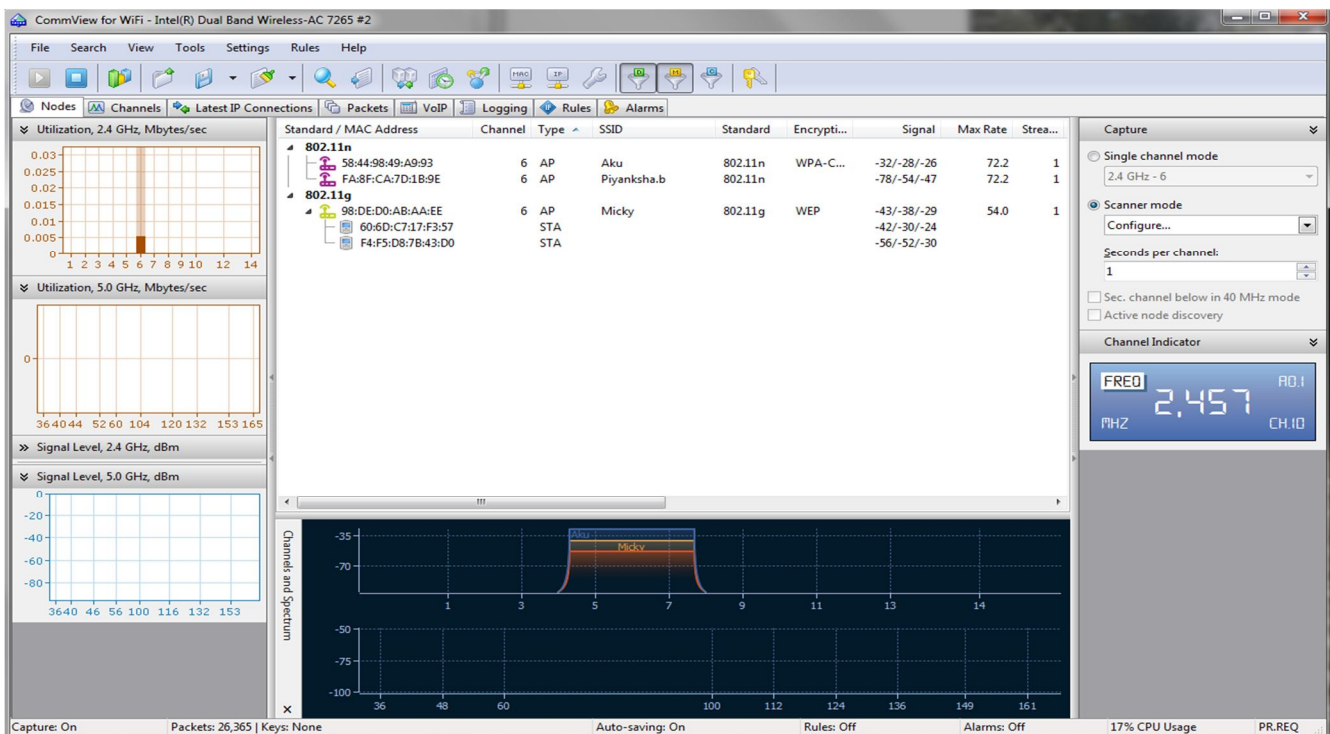 CommView for WiFi - Intel(R) Dual Band Wireless-AC 7265 #2
File Search View Tools Settings Rules Help
MAC IP D M C
Nodes Channels Latest IP Connections Packets VoIP Logging Rules Alarms
Utilization, 2.4 GHz, Mbytes/sec
0.03
0.025
0.02
0.015
0.01
0.005
0
1 2 3 4 5 6 7 8 9 10 12 14
Utilization, 5.0 GHz, Mbytes/sec
0
36 40 44 52 60 104 120 132 153 165
Signal Level, 2.4 GHz, dBm
Signal Level, 5.0 GHz, dBm
0
-20
-40
-60
-80
36 40 46 56 100 116 132 153
Standard / MAC Address Channel Type SSID Standard Encrypti... Signal Max Rate Strea...
802.11n
58:44:98:49:A9:93 6 AP Aku 802.11n WPA-C... -32/-28/-26 72.2 1
FA:8F:CA:7D:1B:9E 6 AP Piyanksha.b 802.11n -78/-54/-47 72.2 1
802.11g
98:DE:D0:AB:AA:EE 6 AP Micky 802.11g WEP -43/-38/-29 54.0 1
60:6D:C7:17:F3:57 STA -42/-30/-24
F4:F5:D8:7B:43:D0 STA -56/-52/-30
Channels and Spectrum
-35
-70
Aku
Micky
1 3 5 7 9 11 13 14
-50
-75
-100
36 48 60 100 112 124 136 149 161
Capture
Single channel mode
2.4 GHz - 6
Scanner mode
Configure...
Seconds per channel:
1
Sec. channel below in 40 MHz mode
Active node discovery
Channel Indicator
FREQ A0.1
2,457
MHZ CH.10
Capture: On Packets: 26,365 | Keys: None Auto-saving: On Rules: Off Alarms: Off 17% CPU Usage PR.REQ